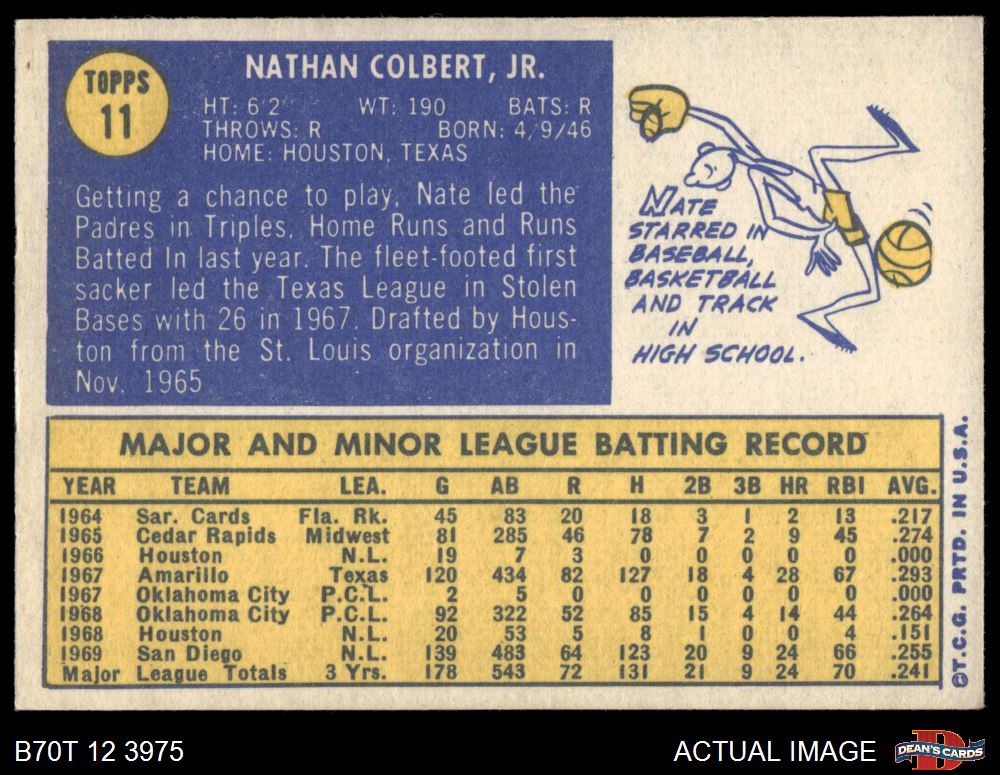 TOPPS
11
NATHAN COLBERT, JR.
HT: 6'2" WT: 190 BATS: R
THROWS: R BORN: 4/9/46
HOME: HOUSTON, TEXAS
Getting a chance to play, Nate led the
Padres in Triples, Home Runs and Runs
Batted In last year. The fleet-footed first
sacker led the Texas League in Stolen
Bases with 26 in 1967. Drafted by Hous-
ton from the St. Louis organization in
Nov. 1965
NATE
STARRED IN
BASEBALL,
BASKETBALL
AND TRACK
IN
HIGH SCHOOL.
MAJOR AND MINOR LEAGUE BATTING RECORD
YEAR TEAM LEA. G AB R H 2B 3B HR RBI AVG.
1964 Sar. Cards Fla. Rk. 45 83 20 18 3 1 2 13 .217
1965 Cedar Rapids Midwest 81 285 46 78 7 2 9 45 .274
1966 Houston N.L. 19 7 3 0 0 0 0 0 .000
1967 Amarillo Texas 120 434 82 127 18 4 28 67 .293
1967 Oklahoma City P.C.L. 2 5 0 0 0 0 0 0 .000
1968 Oklahoma City P.C.L. 92 322 52 85 15 4 14 44 .264
1968 Houston N.L. 20 53 5 8 1 0 0 4 .151
1969 San Diego N.L. 139 483 64 123 20 9 24 66 .255
Major League Totals 3 Yrs. 178 543 72 131 21 9 24 70 .241
©T.C.G. PRTD. IN U.S.A.
B70T 12 3975
ACTUAL IMAGE
DEAN'S CARDS